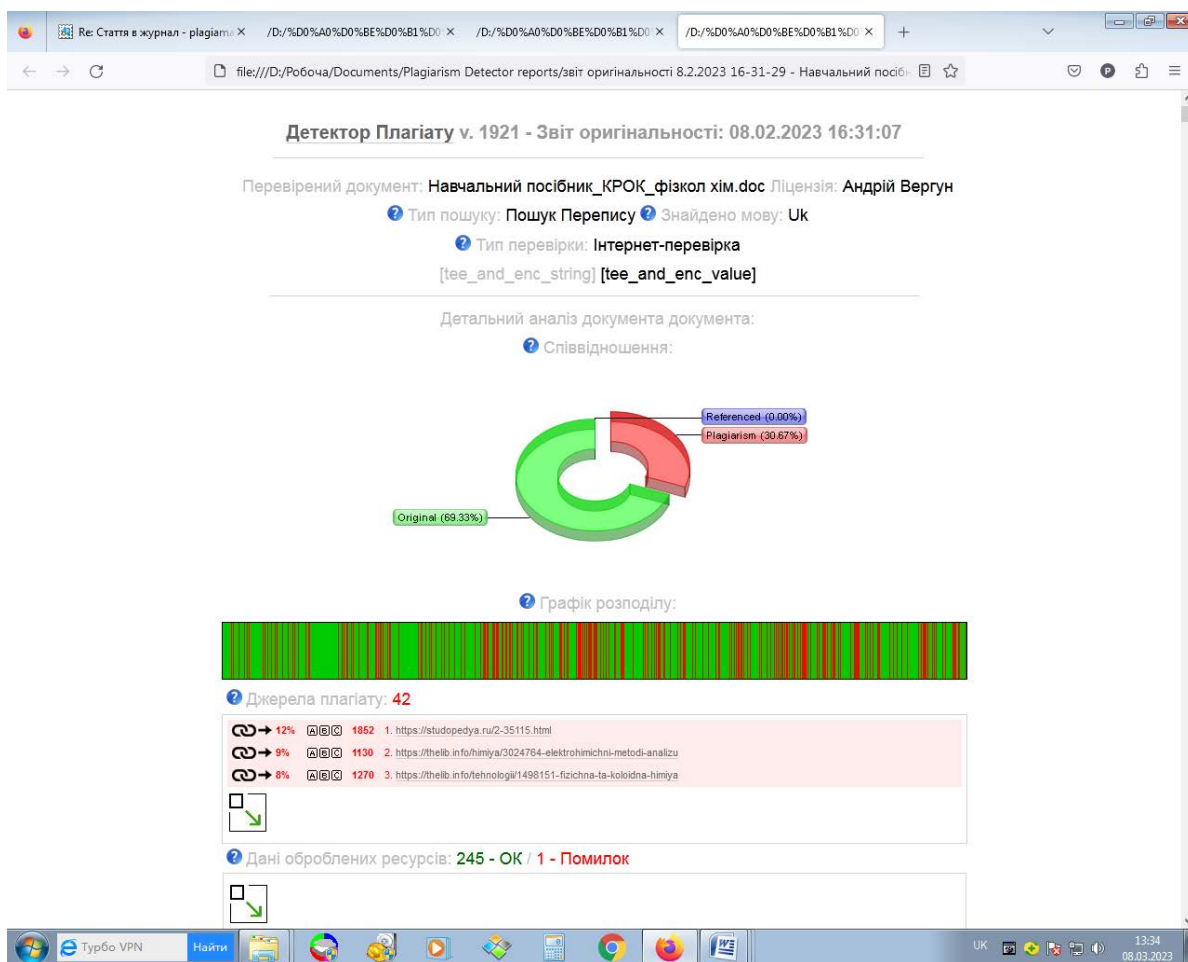 Re: Стаття в журнал - plagiam
/D:/%D0%A0%D0%BE%D0%B1%D0
/D:/%D0%A0%D0%BE%D0%B1%D0
/D:/%D0%A0%D0%BE%D0%B1%D0
file:///D:/Робоча/Documents/Plagiarism Detector reports/звіт оригінальності 8.2.2023 16-31-29 - Навчальний посібн
Детектор Плагіату v. 1921 - Звіт оригінальності: 08.02.2023 16:31:07
Перевірений документ: Навчальний посібник_КРОК_фізкол хім.doc Ліцензія: Андрій Вергун
Тип пошуку: Пошук Перепису Знайдено мову: Uk
Тип перевірки: Інтернет-перевірка
[tee_and_enc_string] [tee_and_enc_value]
Детальний аналіз документа документа:
Співвідношення:
Referenced (0.00%)
Plagiarism (30.67%)
Original (69.33%)
Графік розподілу:
Джерела плагіату: 42
12% ABC 1852 1. https://studopedya.ru/2-35115.html
9% ABC 1130 2. https://thelib.info/himiya/3024764-elektrohimichni-metodi-analizu
8% ABC 1270 3. https://thelib.info/tehnologii/1498151-fizichna-ta-koloidna-himiya
Дані оброблених ресурсів: 245 - ОК / 1 - Помилок
Турбо VPN Найти
UK
13:34
08.03.2023